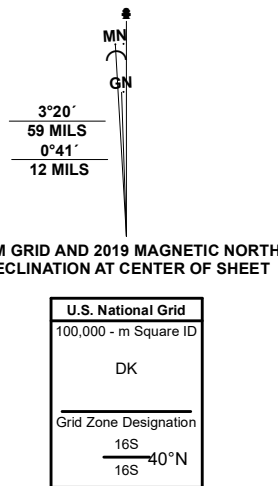 MN
GN
3°20´
59 MILS
0°41´
12 MILS
M GRID AND 2019 MAGNETIC NORTH
ECLINATION AT CENTER OF SHEET
U.S. National Grid
100,000 - m Square ID
DK
Grid Zone Designation
16S
40°N
16S